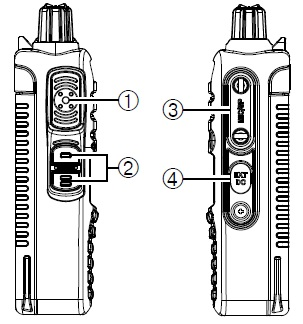 ①
②
③
④
EXT
DC